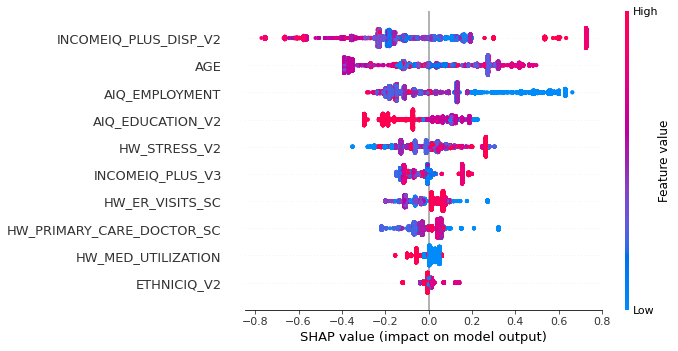 High
INCOMEIQ_PLUS_DISP_V2
AGE
AIQ_EMPLOYMENT
AIQ_EDUCATION_V2
HW_STRESS_V2
INCOMEIQ_PLUS_V3
HW_ER_VISITS_SC
HW_PRIMARY_CARE_DOCTOR_SC
HW_MED_UTILIZATION
ETHNICIQ_V2
Feature value
Low
−0.8 −0.6 −0.4 −0.2 0.0 0.2 0.4 0.6 0.8
SHAP value (impact on model output)